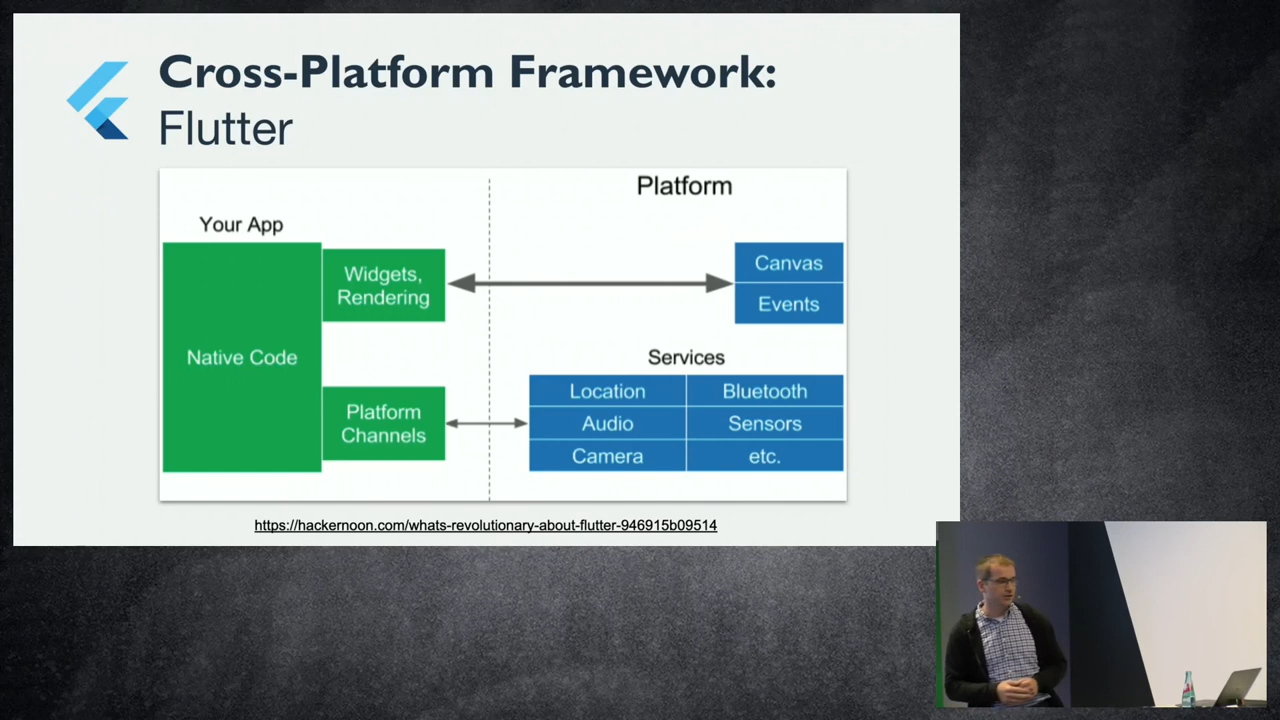 Cross-Platform Framework:
Flutter
Platform
Your App
Widgets,
Rendering
Canvas
Events
Native Code
Services
Platform
Channels
Location
Bluetooth
Audio
Sensors
Camera
etc.
https://hackernoon.com/whats-revolutionary-about-flutter-946915b09514